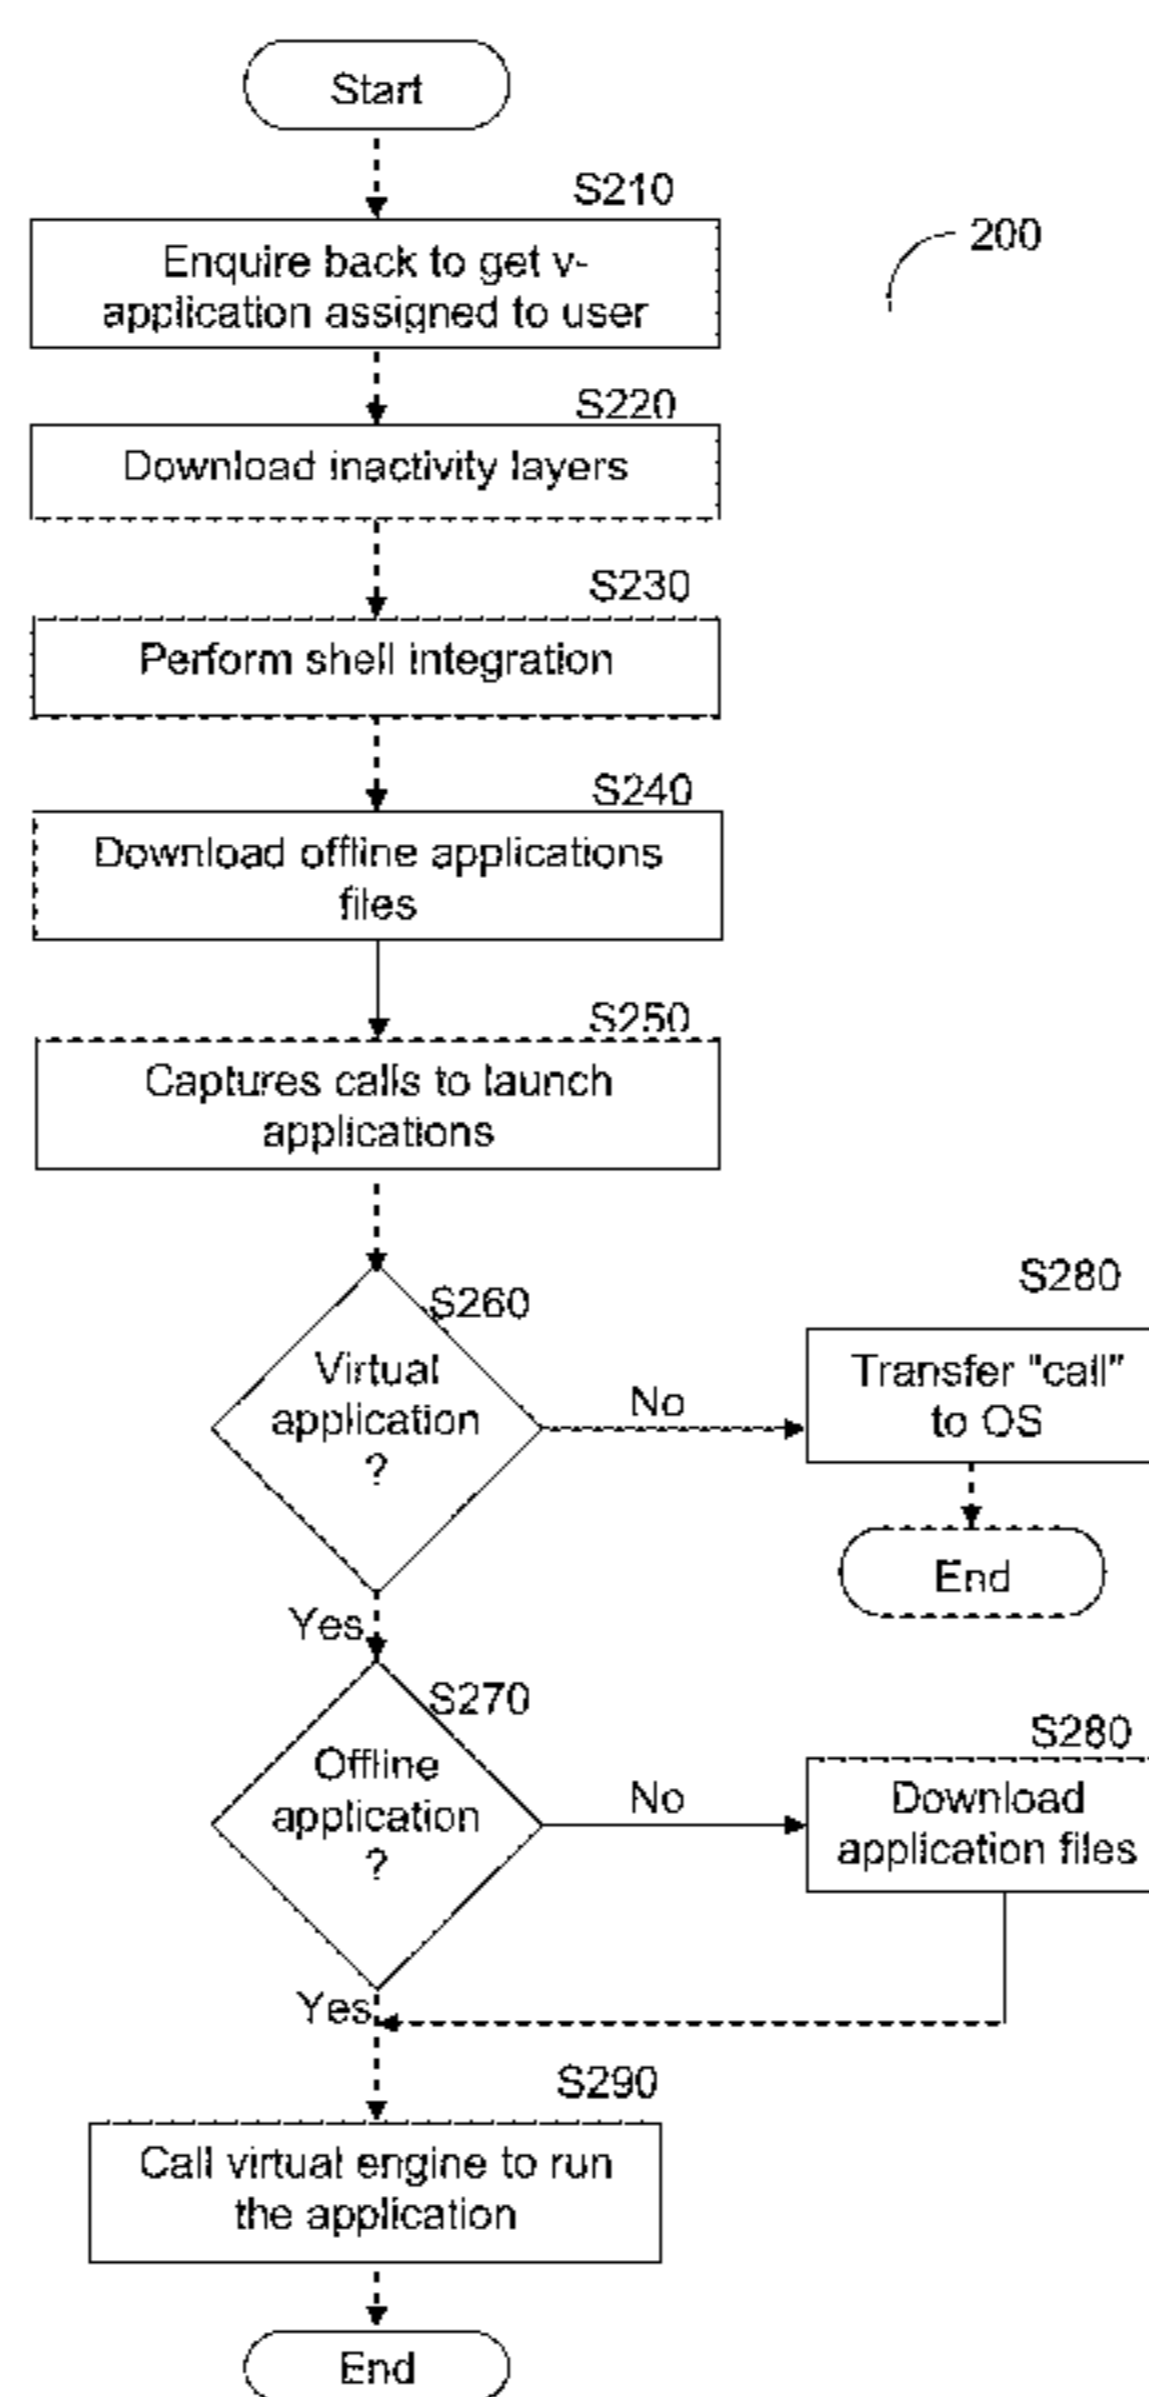 Start
S210
Enquire back to get v-
application assigned to user
200
S220
Download inactivity layers
S230
Perform shell integration
S240
Download offline applications
files
S250
Captures calls to launch
applications
S260
Virtual
application
?
No
S280
Transfer "call"
to OS
End
Yes
S270
Offline
application
?
No
S280
Download
application files
Yes
S290
Call virtual engine to run
the application
End